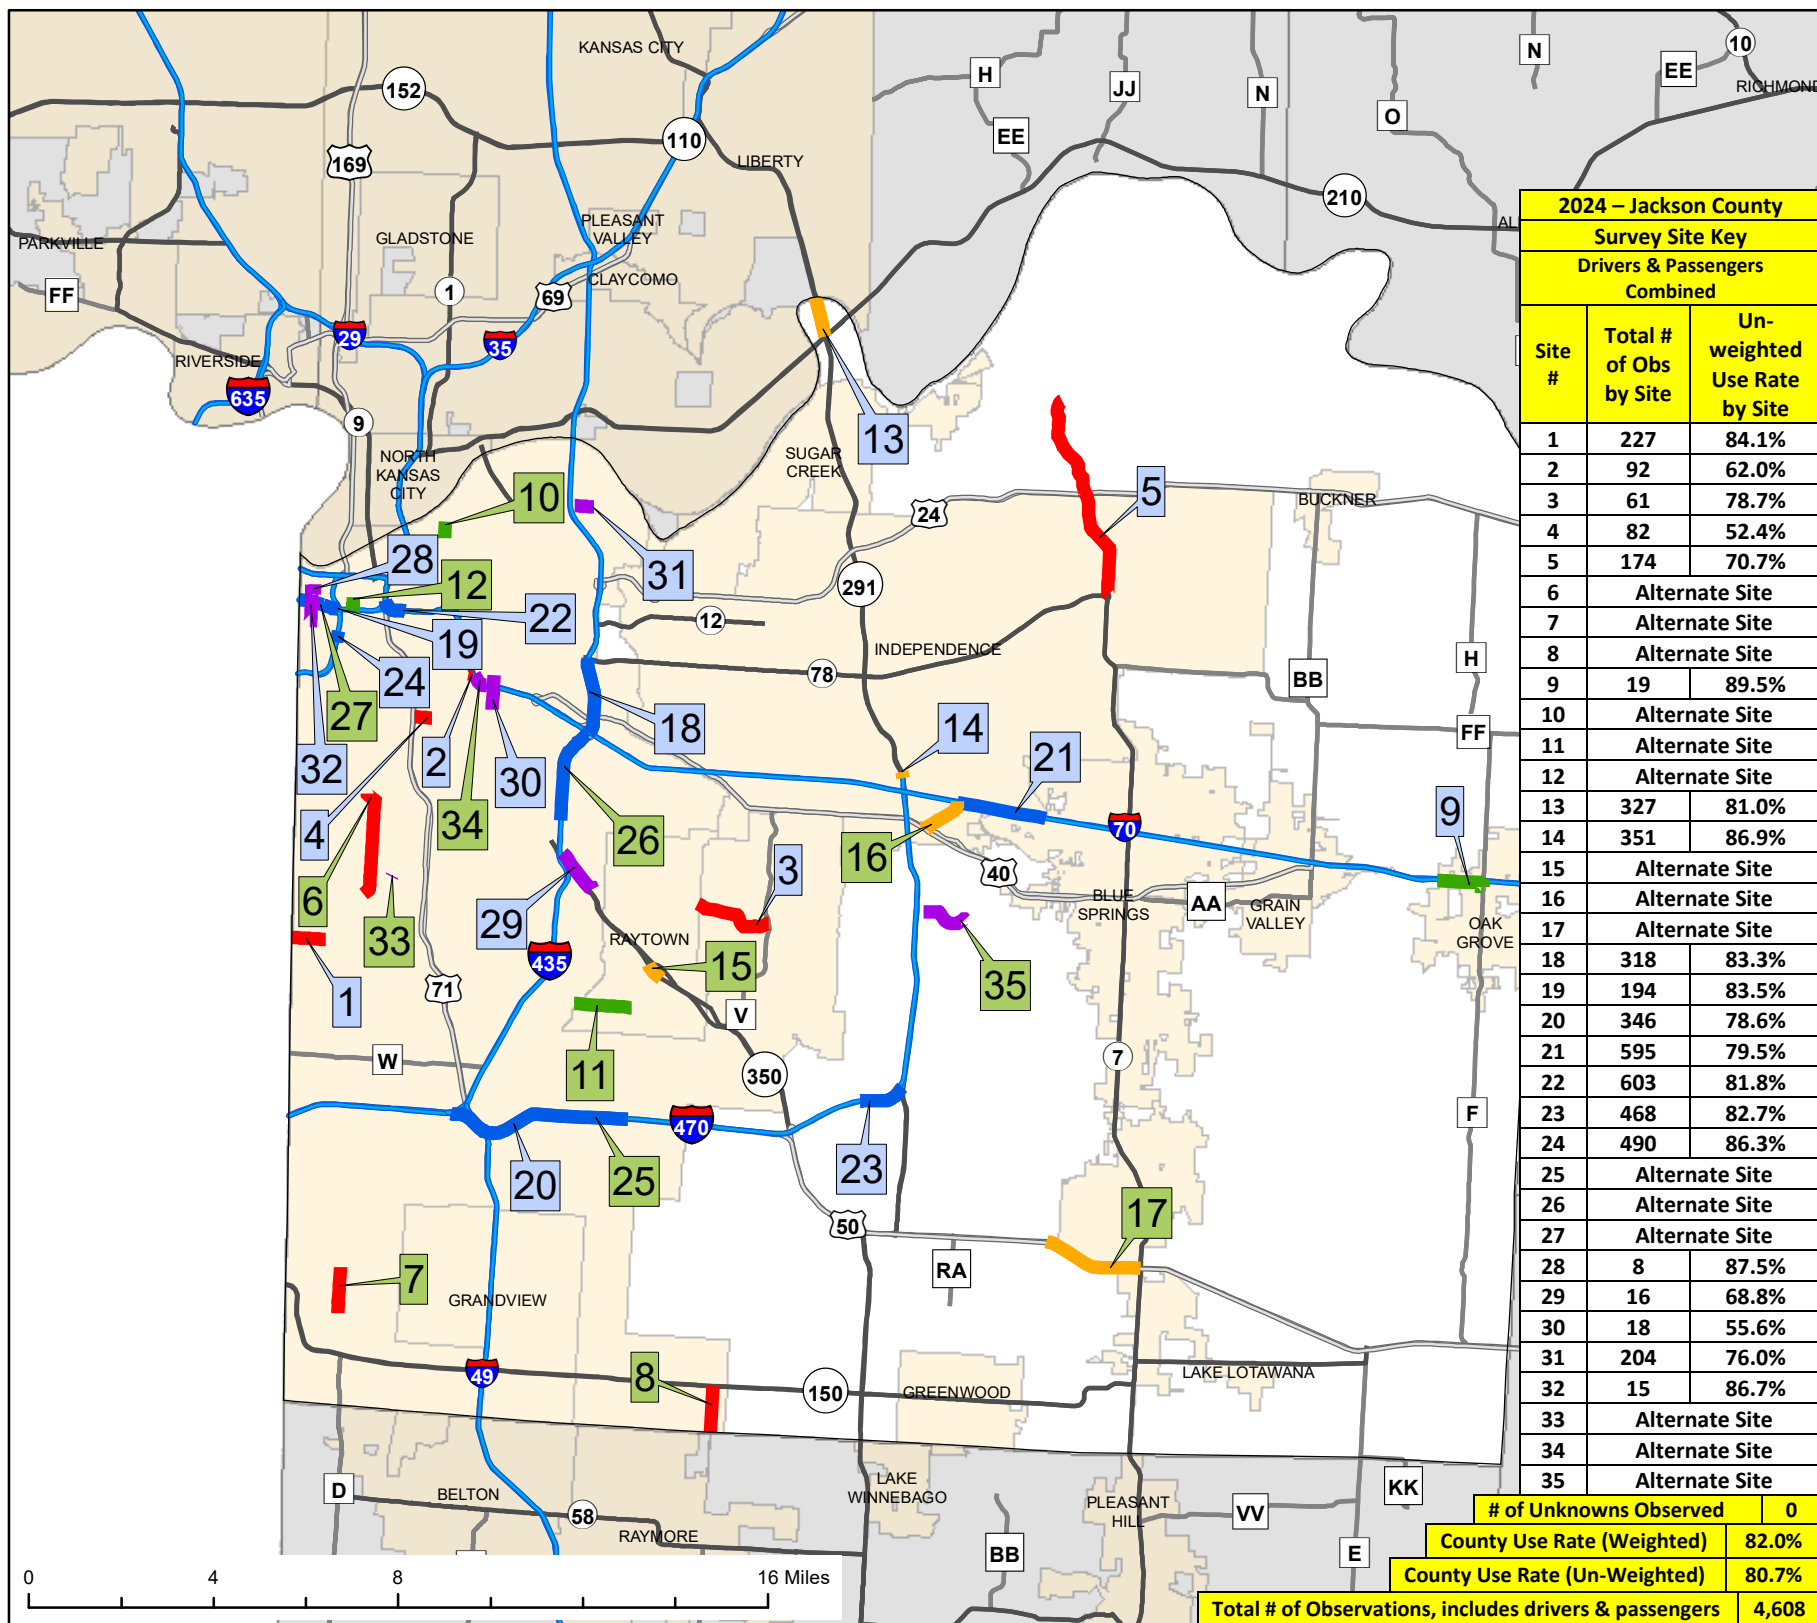 KANSAS CITY
152
169
110
LIBERTY
H
JJ
N
N
EE
10
RICHMOND
O
EE
210
PARKVILLE
GLADSTONE
PLEASANT
VALLEY
CLAYCOMO
FF
1
69
29
35
RIVERSIDE
635
9
NORTH
KANSAS
CITY
SUGAR
CREEK
13
10
31
5
24
BUCKNER
28
12
22
19
24
27
32
291
12
INDEPENDENCE
78
BB
H
FF
18
14
21
2
30
4
34
26
16
70
9
6
33
29
3
40
BLUE
SPRINGS
AA
GRAIN
VALLEY
OAK
GROVE
1
71
435
RAYTOWN
15
V
35
W
11
350
7
F
20
25
470
23
50
17
RA
7
GRANDVIEW
49
8
150
GREENWOOD
LAKE LOTAWANA
D
BELTON
58
RAYMORE
LAKE
WINNEBAGO
BB
PLEASANT
HILL
VV
KK
E
0 4 8 16 Miles
2024 – Jackson County
Survey Site Key
Drivers & Passengers
Combined
Site
#
Total #
of Obs
by Site
Un-
weighted
Use Rate
by Site
1 227 84.1%
2 92 62.0%
3 61 78.7%
4 82 52.4%
5 174 70.7%
6 Alternate Site
7 Alternate Site
8 Alternate Site
9 19 89.5%
10 Alternate Site
11 Alternate Site
12 Alternate Site
13 327 81.0%
14 351 86.9%
15 Alternate Site
16 Alternate Site
17 Alternate Site
18 318 83.3%
19 194 83.5%
20 346 78.6%
21 595 79.5%
22 603 81.8%
23 468 82.7%
24 490 86.3%
25 Alternate Site
26 Alternate Site
27 Alternate Site
28 8 87.5%
29 16 68.8%
30 18 55.6%
31 204 76.0%
32 15 86.7%
33 Alternate Site
34 Alternate Site
35 Alternate Site
# of Unknowns Observed 0
County Use Rate (Weighted) 82.0%
County Use Rate (Un-Weighted) 80.7%
Total # of Observations, includes drivers & passengers 4,608